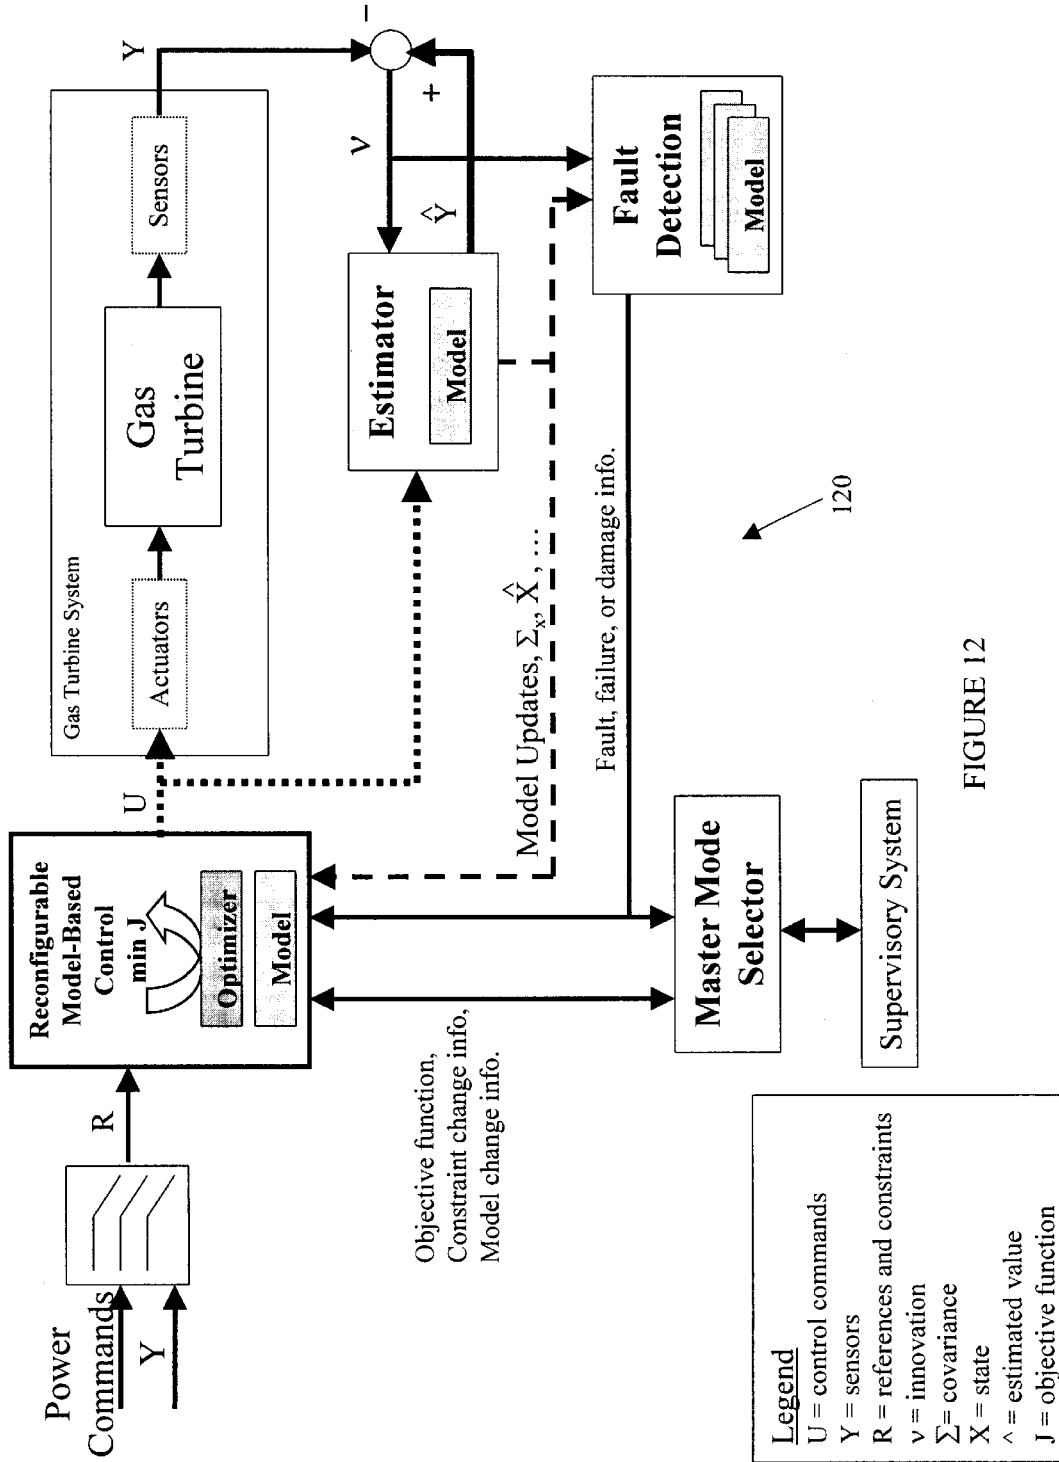 Power
Commands
Y
R
Reconfigurable
Model-Based
Control
min J
Optimizer
Model
U
Gas Turbine System
Actuators
Gas
Turbine
Sensors
Y
−
+
ν
Ŷ
Estimator
Model
Fault
Detection
Model
Model Updates, Σx, X̂ , …
Fault, failure, or damage info.
Objective function,
Constraint change info,
Model change info.
Master Mode
Selector
Supervisory System
120
Legend
U = control commands
Y = sensors
R = references and constraints
ν = innovation
Σ= covariance
X = state
^ = estimated value
J = objective function
FIGURE 12